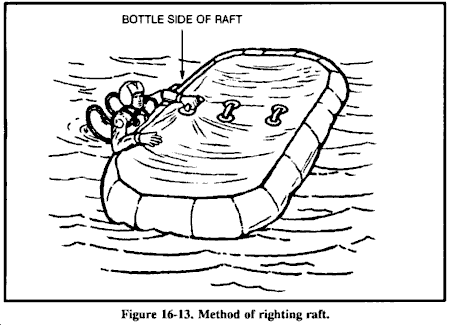 BOTTLE SIDE OF RAFT
Figure 16-13. Method of righting raft.